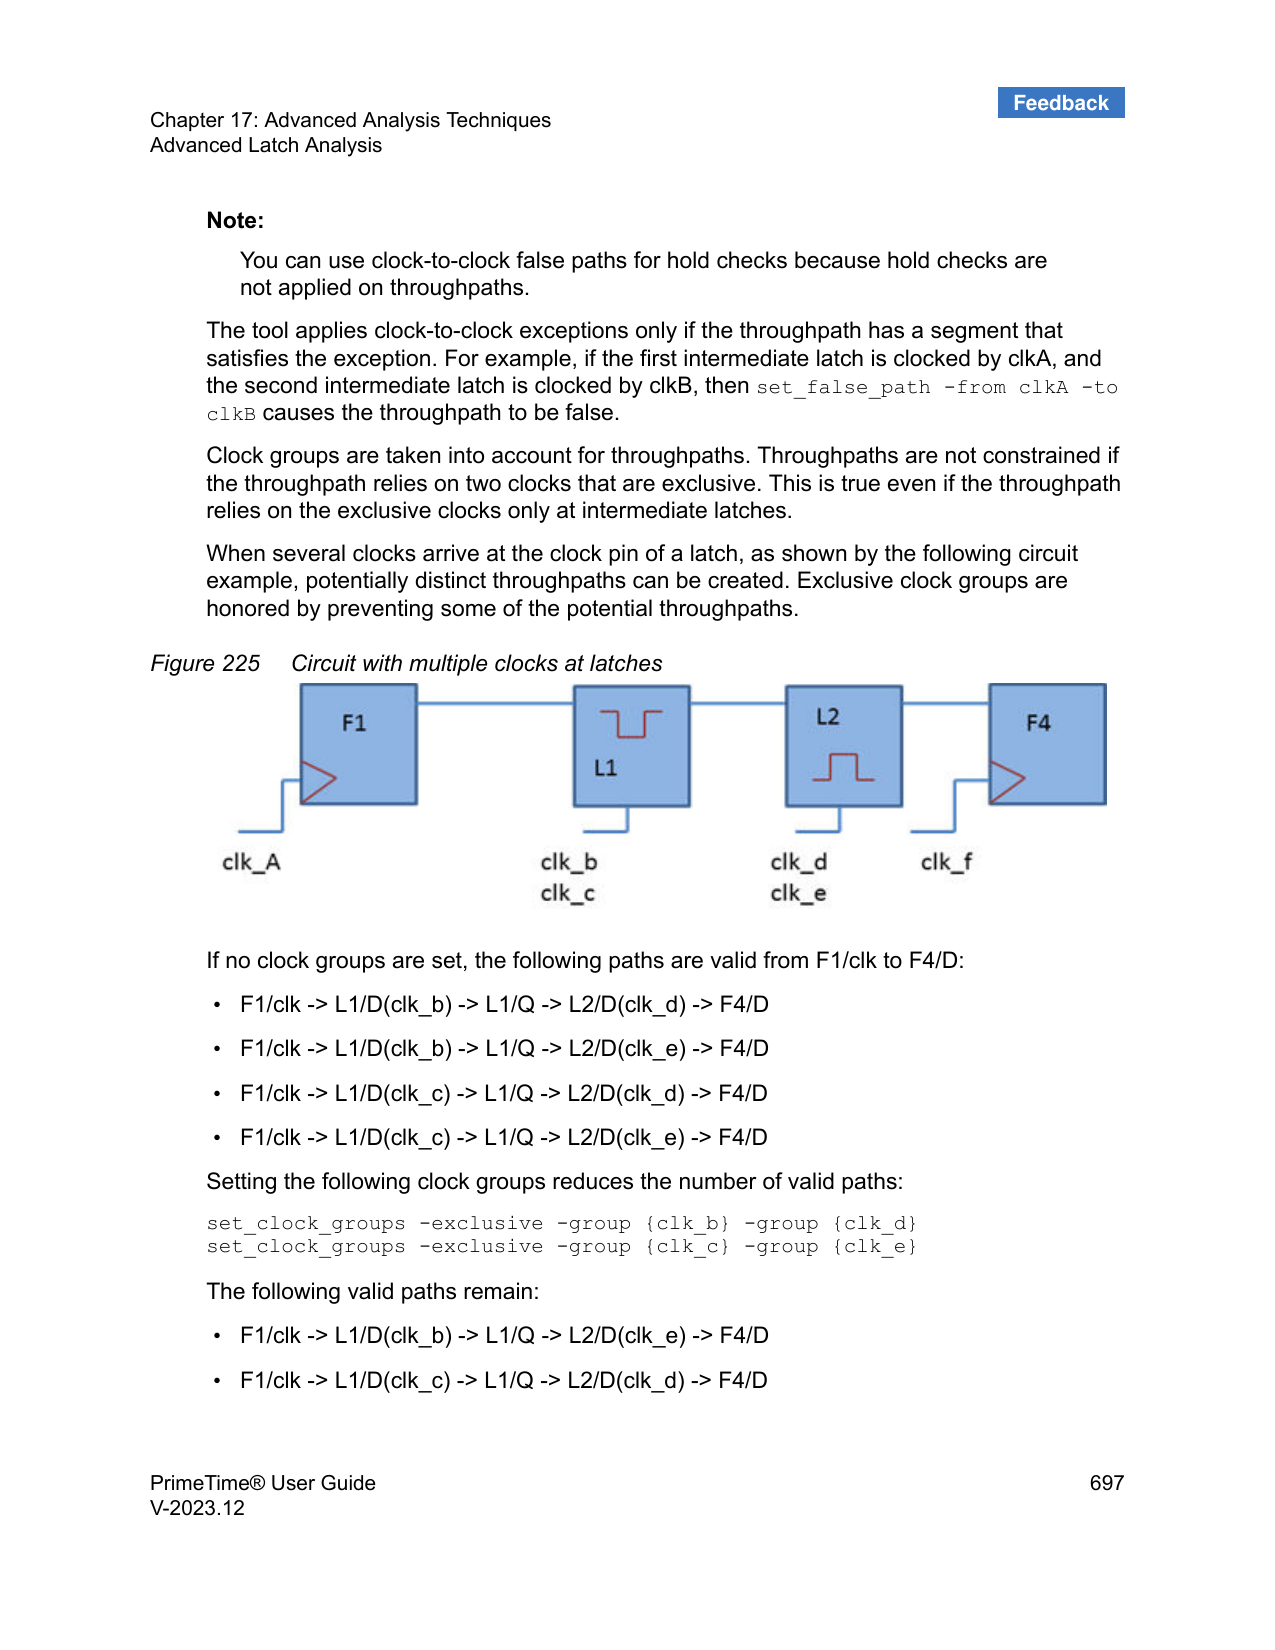 Feedback
Chapter 17: Advanced Analysis Techniques
Advanced Latch Analysis
Note:
You can use clock-to-clock false paths for hold checks because hold checks are
not applied on throughpaths.
The tool applies clock-to-clock exceptions only if the throughpath has a segment that
satisfies the exception. For example, if the first intermediate latch is clocked by clkA, and
the second intermediate latch is clocked by clkB, then set_false_path -from clkA -to
clkB causes the throughpath to be false.
Clock groups are taken into account for throughpaths. Throughpaths are not constrained if
the throughpath relies on two clocks that are exclusive. This is true even if the throughpath
relies on the exclusive clocks only at intermediate latches.
When several clocks arrive at the clock pin of a latch, as shown by the following circuit
example, potentially distinct throughpaths can be created. Exclusive clock groups are
honored by preventing some of the potential throughpaths.
Figure 225 Circuit with multiple clocks at latches
F1
L1
L2
F4
clk_A
clk_b
clk_c
clk_d
clk_e
clk_f
If no clock groups are set, the following paths are valid from F1/clk to F4/D:
• F1/clk -> L1/D(clk_b) -> L1/Q -> L2/D(clk_d) -> F4/D
• F1/clk -> L1/D(clk_b) -> L1/Q -> L2/D(clk_e) -> F4/D
• F1/clk -> L1/D(clk_c) -> L1/Q -> L2/D(clk_d) -> F4/D
• F1/clk -> L1/D(clk_c) -> L1/Q -> L2/D(clk_e) -> F4/D
Setting the following clock groups reduces the number of valid paths:
set_clock_groups -exclusive -group {clk_b} -group {clk_d}
set_clock_groups -exclusive -group {clk_c} -group {clk_e}
The following valid paths remain:
• F1/clk -> L1/D(clk_b) -> L1/Q -> L2/D(clk_e) -> F4/D
• F1/clk -> L1/D(clk_c) -> L1/Q -> L2/D(clk_d) -> F4/D
PrimeTime® User Guide
V-2023.12
697